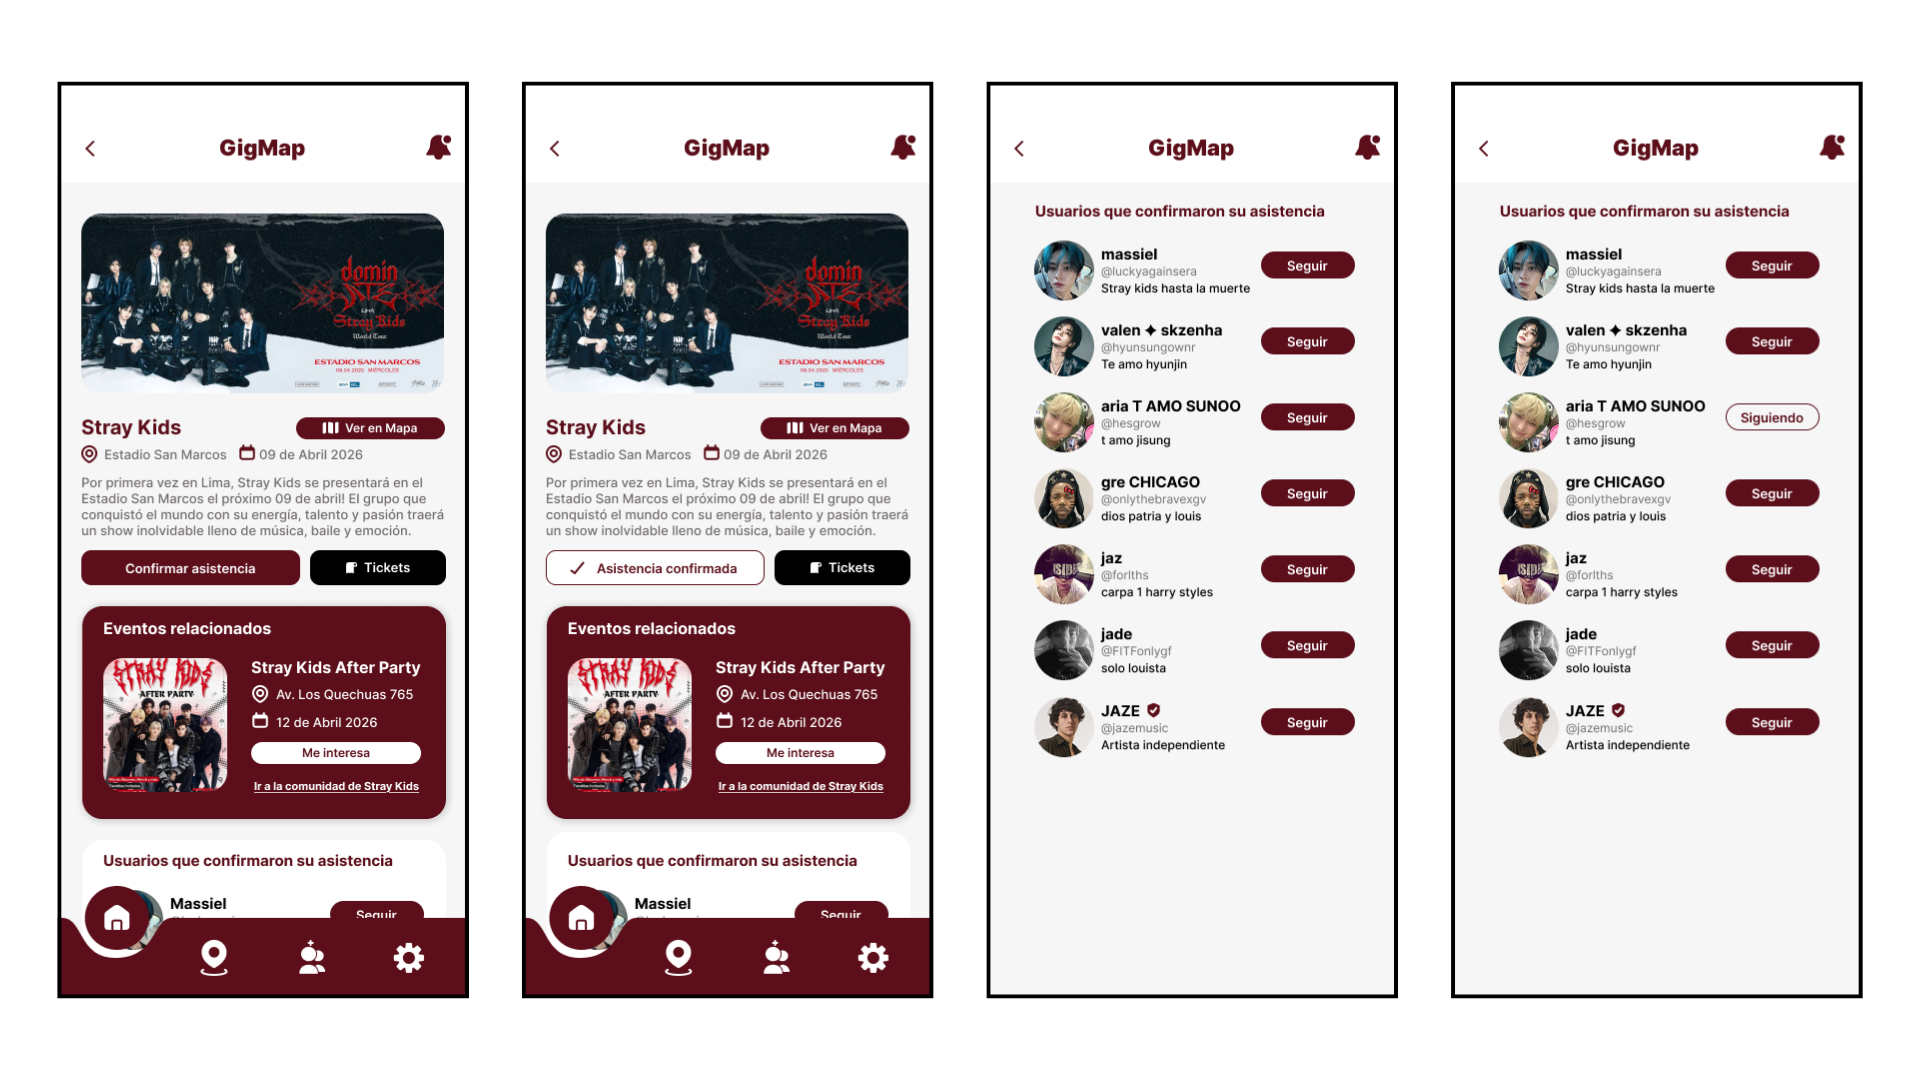 GigMap
domin
ATE
LIMA
Stray Kids
World Tour
ESTADIO SAN MARCOS
09.04.2025 MIÉRCOLES
Stray Kids
Ver en Mapa
Estadio San Marcos
09 de Abril 2026
Por primera vez en Lima, Stray Kids se presentará en el
Estadio San Marcos el próximo 09 de abril! El grupo que
conquistó el mundo con su energía, talento y pasión traerá
un show inolvidable lleno de música, baile y emoción.
Confirmar asistencia
Tickets
Eventos relacionados
STRAY KIDS
AFTER PARTY
Stray Kids After Party
Av. Los Quechuas 765
12 de Abril 2026
Me interesa
Ir a la comunidad de Stray Kids
Usuarios que confirmaron su asistencia
Massiel
Seguir
GigMap
domin
ATE
LIMA
Stray Kids
World Tour
ESTADIO SAN MARCOS
09.04.2025 MIÉRCOLES
Stray Kids
Ver en Mapa
Estadio San Marcos
09 de Abril 2026
Por primera vez en Lima, Stray Kids se presentará en el
Estadio San Marcos el próximo 09 de abril! El grupo que
conquistó el mundo con su energía, talento y pasión traerá
un show inolvidable lleno de música, baile y emoción.
Asistencia confirmada
Tickets
Eventos relacionados
STRAY KIDS
AFTER PARTY
Stray Kids After Party
Av. Los Quechuas 765
12 de Abril 2026
Me interesa
Ir a la comunidad de Stray Kids
Usuarios que confirmaron su asistencia
Massiel
Seguir
GigMap
Usuarios que confirmaron su asistencia
massiel
@luckyagainsera
Stray kids hasta la muerte
Seguir
valen ✦ skzenha
@hyunsungownr
Te amo hyunjin
Seguir
aria T AMO SUNOO
@hesgrow
t amo jisung
Seguir
gre CHICAGO
@onlythebravexgv
dios patria y louis
Seguir
jaz
@forlths
carpa 1 harry styles
Seguir
jade
@FITFonlygf
solo louista
Seguir
JAZE
@jazemusic
Artista independiente
Seguir
GigMap
Usuarios que confirmaron su asistencia
massiel
@luckyagainsera
Stray kids hasta la muerte
Seguir
valen ✦ skzenha
@hyunsungownr
Te amo hyunjin
Seguir
aria T AMO SUNOO
@hesgrow
t amo jisung
Siguiendo
gre CHICAGO
@onlythebravexgv
dios patria y louis
Seguir
jaz
@forlths
carpa 1 harry styles
Seguir
jade
@FITFonlygf
solo louista
Seguir
JAZE
@jazemusic
Artista independiente
Seguir